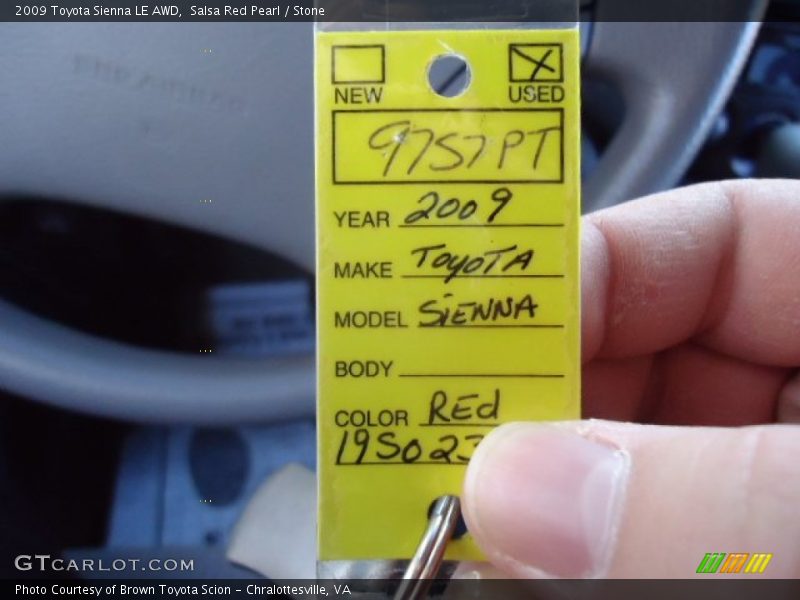 2009 Toyota Sienna LE AWD, Salsa Red Pearl / Stone
NEW USED
9757PT
YEAR 2009
MAKE TOYOTA
MODEL SIENNA
BODY
COLOR REd
GTCARLOT.COM
Photo Courtesy of Brown Toyota Scion - Chralottesville, VA